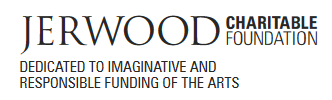 JERWOOD CHARITABLE FOUNDATION
DEDICATED TO IMAGINATIVE AND
RESPONSIBLE FUNDING OF THE ARTS